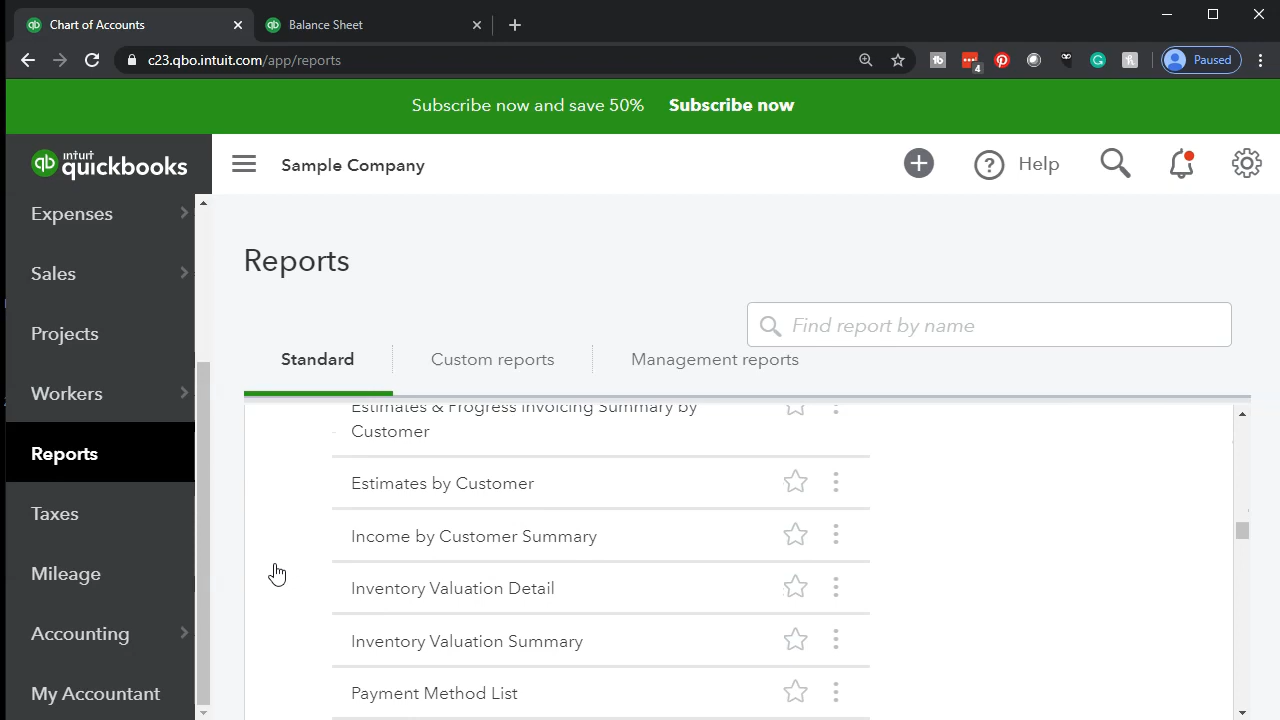 Chart of Accounts
Balance Sheet
c23.qbo.intuit.com/app/reports
4
Paused
Subscribe now and save 50% Subscribe now
intuit
quickbooks
Sample Company
Help
Expenses
Sales
Projects
Workers
Reports
Taxes
Mileage
Accounting
My Accountant
Reports
Find report by name
Standard
Custom reports
Management reports
Estimates & Progress Invoicing Summary by
Customer
Estimates by Customer
Income by Customer Summary
Inventory Valuation Detail
Inventory Valuation Summary
Payment Method List